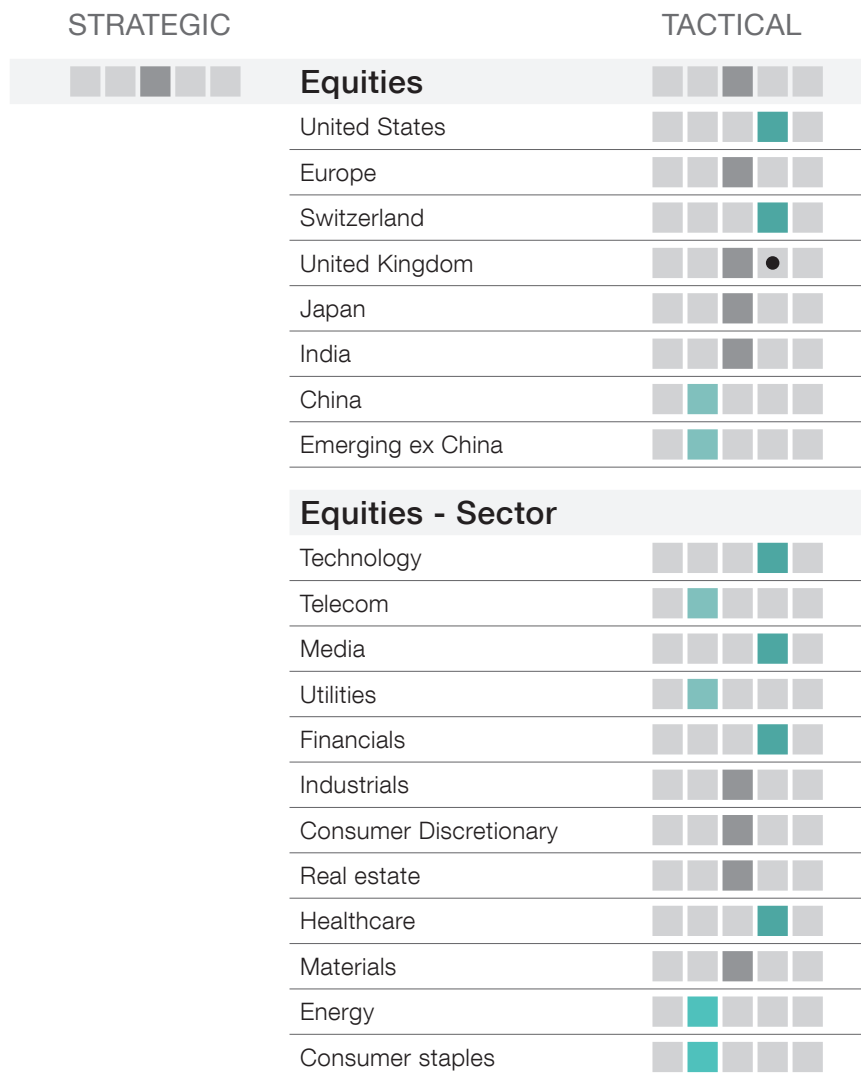 STRATEGIC TACTICAL
Equities
United States
Europe
Switzerland
United Kingdom
Japan
India
China
Emerging ex China
Equities - Sector
Technology
Telecom
Media
Utilities
Financials
Industrials
Consumer Discretionary
Real estate
Healthcare
Materials
Energy
Consumer staples